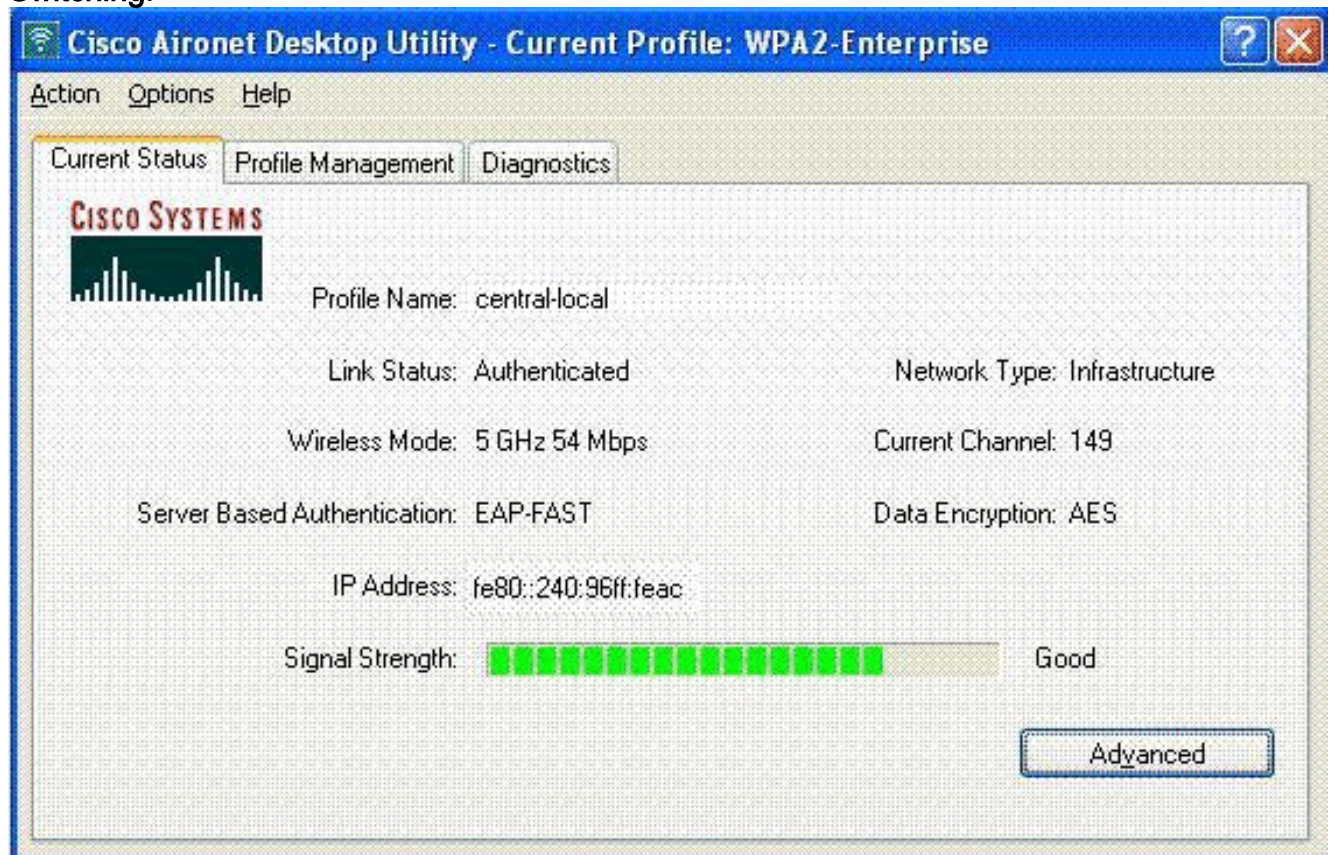 Switching.
Cisco Aironet Desktop Utility - Current Profile: WPA2-Enterprise
Action Options Help
Current Status Profile Management Diagnostics
CISCO SYSTEMS
Profile Name: central-local
Link Status: Authenticated Network Type: Infrastructure
Wireless Mode: 5 GHz 54 Mbps Current Channel: 149
Server Based Authentication: EAP-FAST Data Encryption: AES
IP Address: fe80::240:96ff:feac
Signal Strength: Good
Advanced